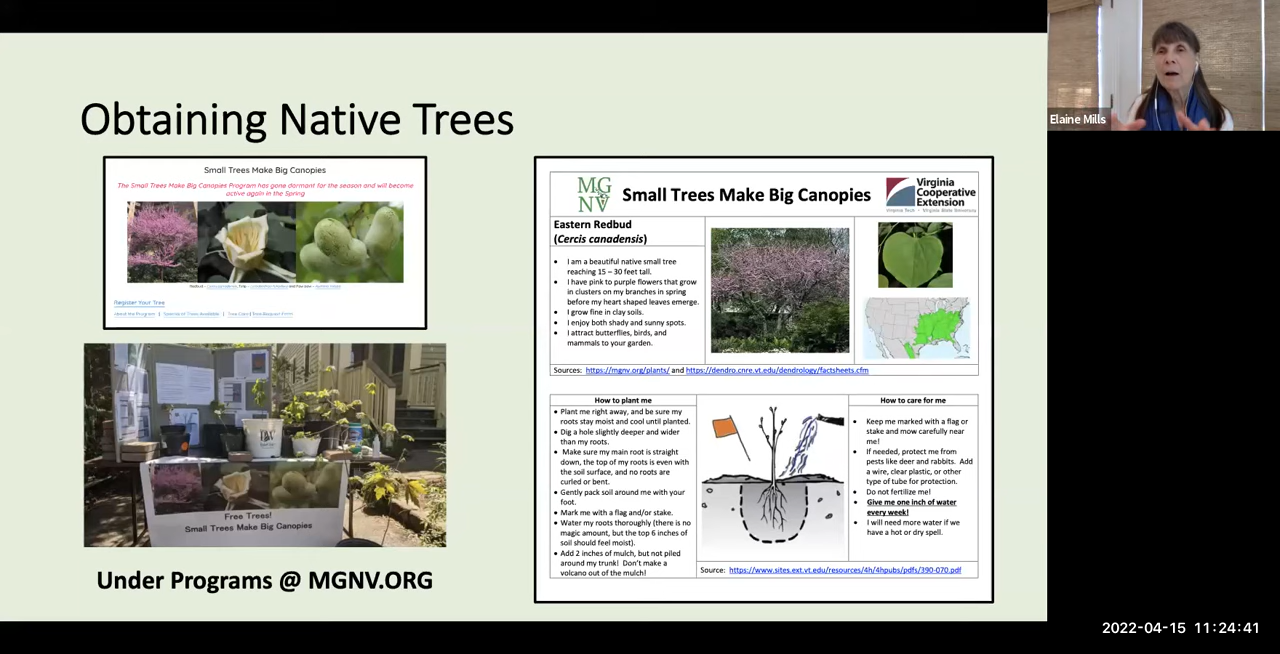 Obtaining Native Trees
Small Trees Make Big Canopies
The Small Trees Make Big Canopies Program has gone dormant for the season and will become
active again in the Spring
Register Your Tree
About the Program | Species of Trees Available | Tree Care | Tree Request Form
Free Trees!
Small Trees Make Big Canopies
Under Programs @ MGNV.ORG
MG
NV
Small Trees Make Big Canopies
Virginia
Cooperative
Extension
Virginia Tech • Virginia State University
Eastern Redbud
(Cercis canadensis)
• I am a beautiful native small tree
reaching 15 – 30 feet tall.
• I have pink to purple flowers that grow
in clusters on my branches in spring
before my heart shaped leaves emerge.
• I grow fine in clay soils.
• I enjoy both shady and sunny spots.
• I attract butterflies, birds, and
mammals to your garden.
Sources: https://mgnv.org/plants/ and https://dendro.cnre.vt.edu/dendrology/factsheets.cfm
How to plant me
• Plant me right away, and be sure my
roots stay moist and cool until planted.
• Dig a hole slightly deeper and wider
than my roots.
• Make sure my main root is straight
down, the top of my roots is even with
the soil surface, and no roots are
curled or bent.
• Gently pack soil around me with your
foot.
• Mark me with a flag and/or stake.
• Water my roots thoroughly (there is no
magic amount, but the top 6 inches of
soil should feel moist).
• Add 2 inches of mulch, but not piled
around my trunk! Don't make a
volcano out of the mulch!
How to care for me
• Keep me marked with a flag or
stake and mow carefully near
me!
• If needed, protect me from
pests like deer and rabbits. Add
a wire, clear plastic, or other
type of tube for protection.
• Do not fertilize me!
• Give me one inch of water
every week!
• I will need more water if we
have a hot or dry spell.
Source: https://www.sites.ext.vt.edu/resources/4h/4hpubs/pdfs/390-070.pdf
Elaine Mills
2022-04-15 11:24:41